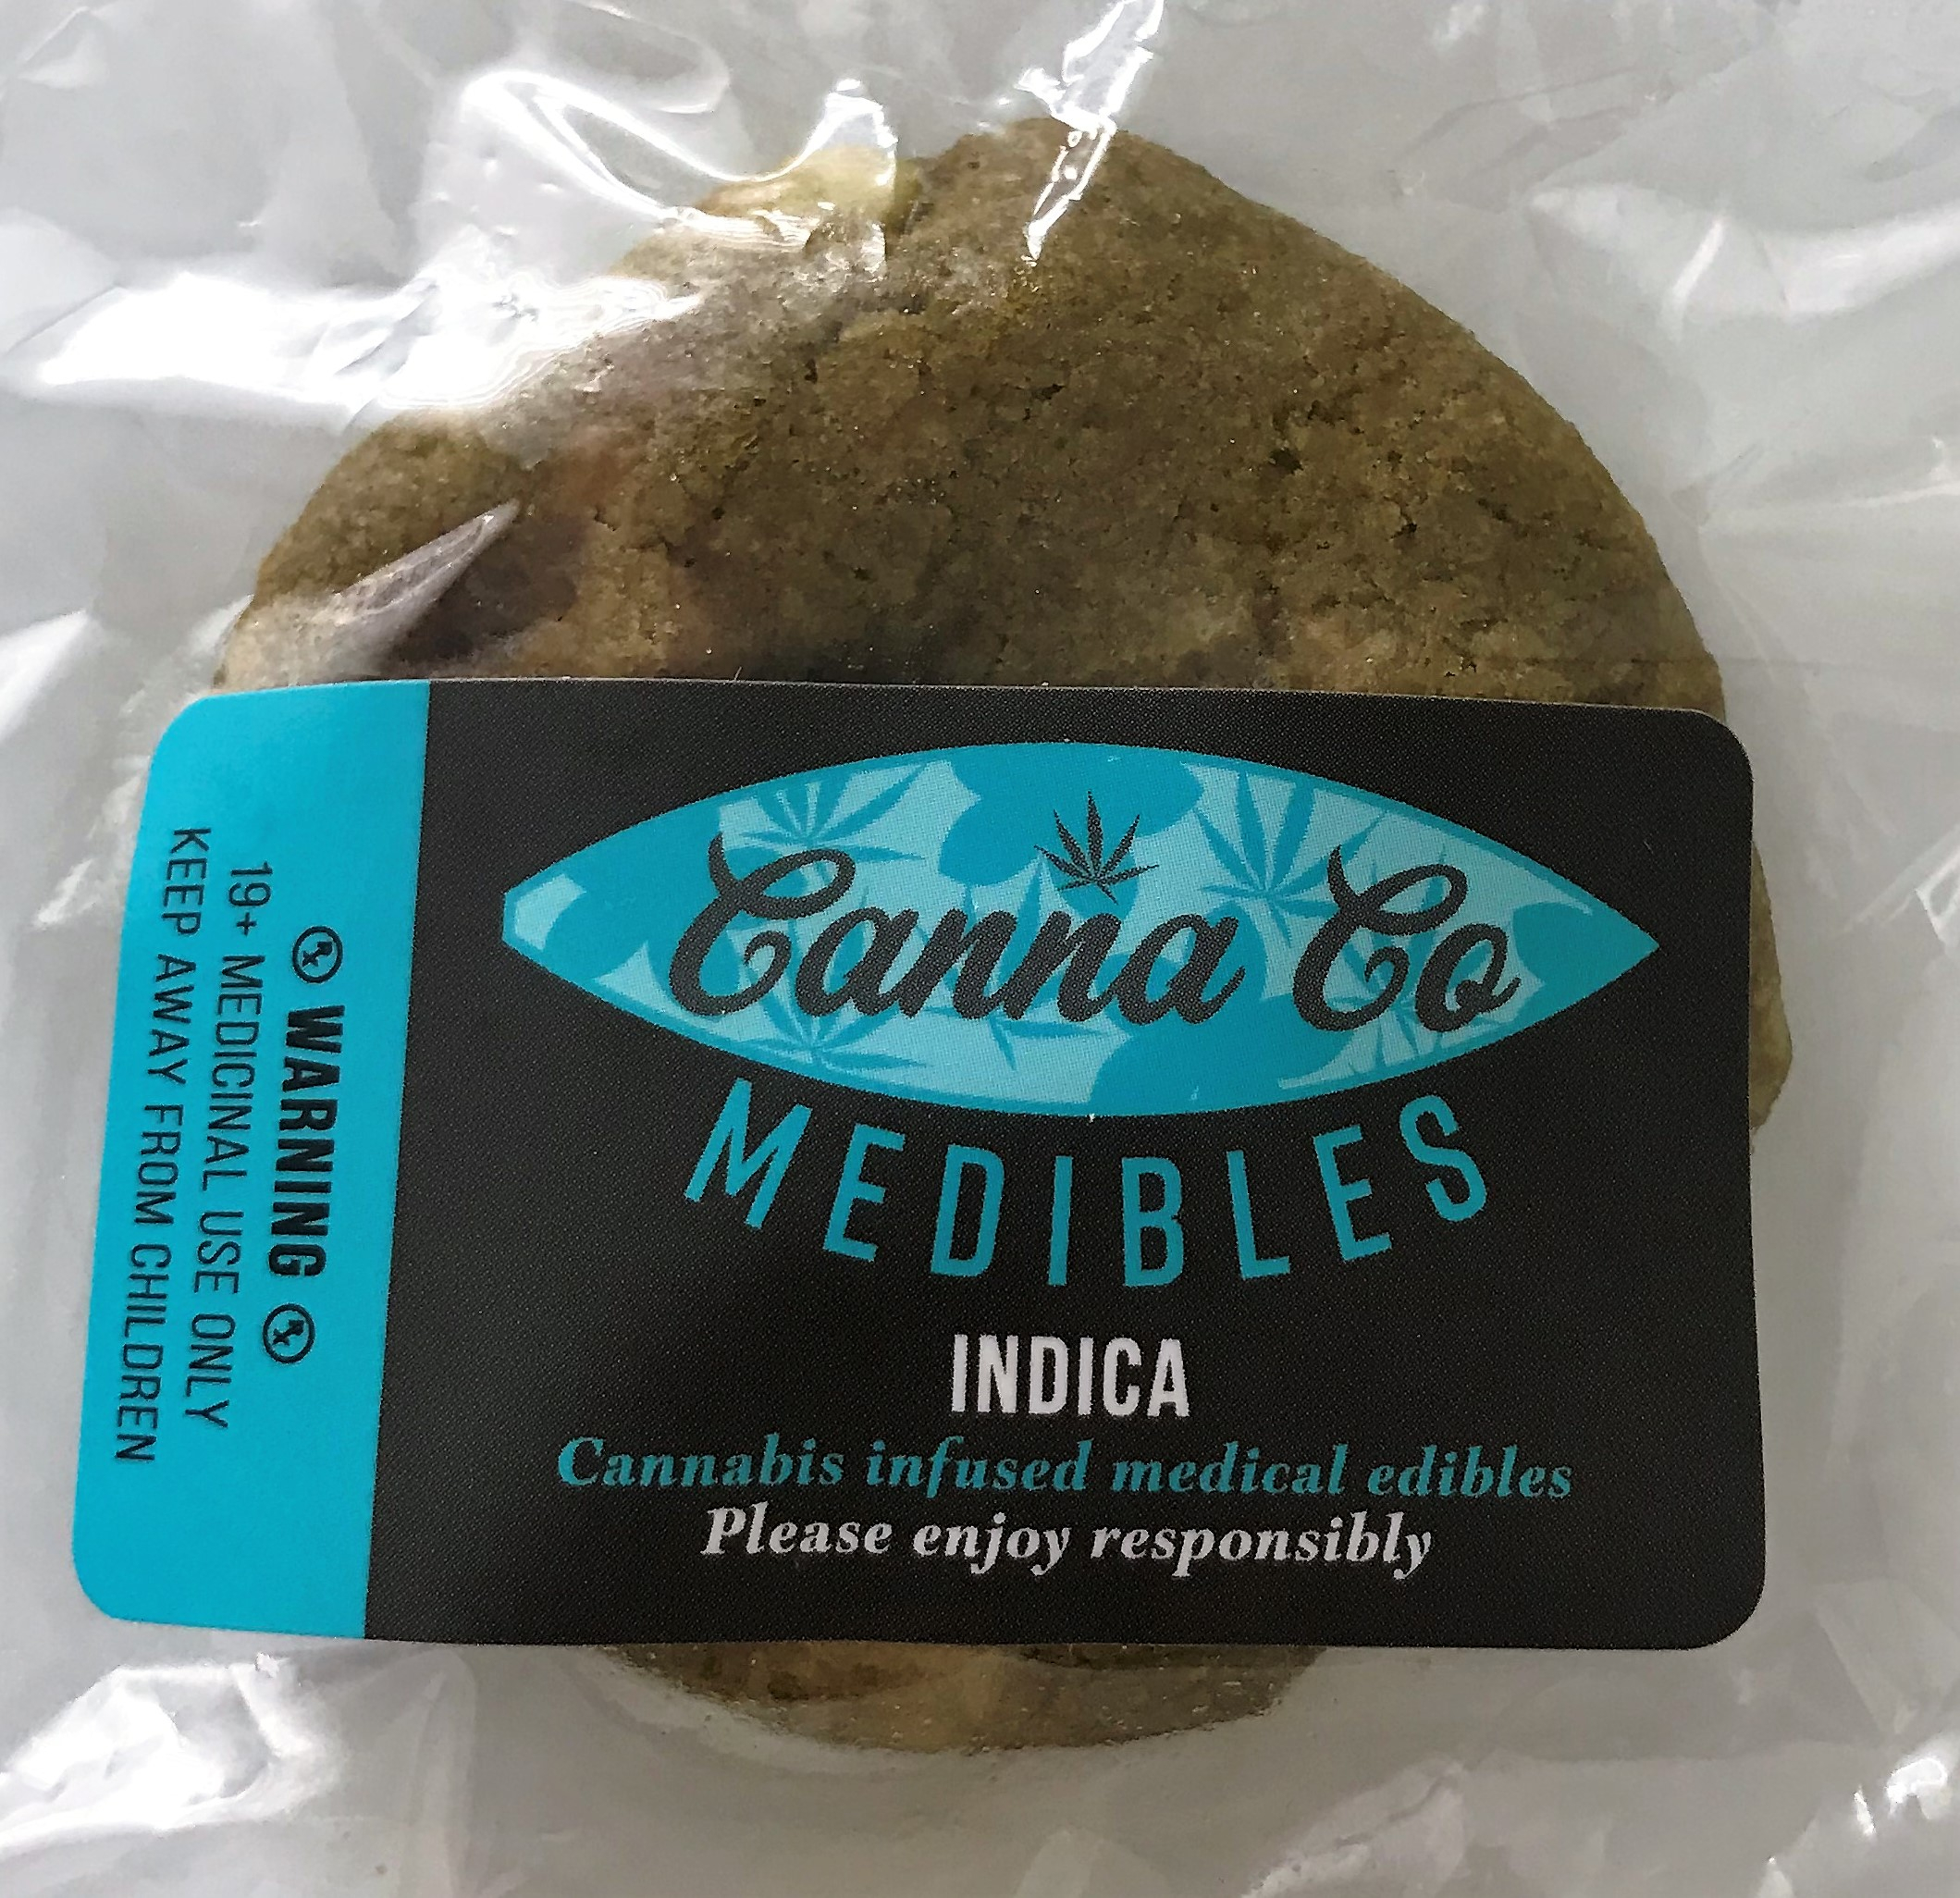 WARNING
19+ MEDICINAL USE ONLY
KEEP AWAY FROM CHILDREN
Canna Co
MEDIBLES
INDICA
Cannabis infused medical edibles
Please enjoy responsibly